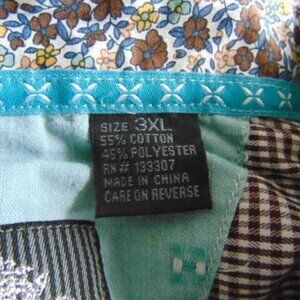 SIZE 3XL
55% COTTON
45% POLYESTER
RN# 133307
MADE IN CHINA
CARE ON REVERSE